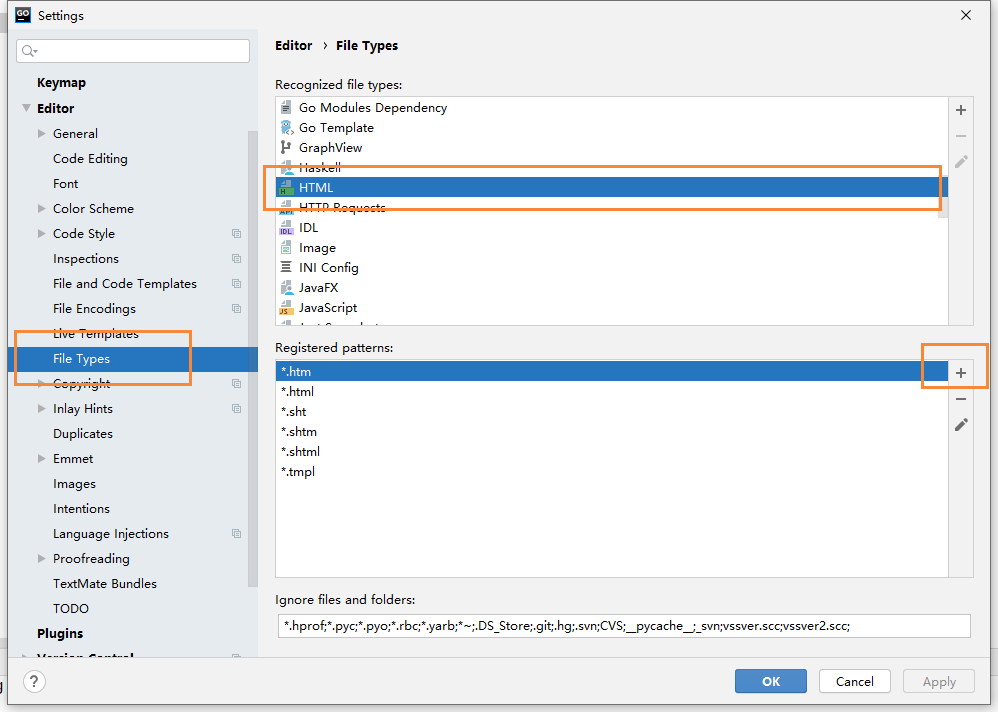 GO Settings
Editor › File Types
Keymap
Editor
General
Code Editing
Font
Color Scheme
Code Style
Inspections
File and Code Templates
File Encodings
Live Templates
File Types
Copyright
Inlay Hints
Duplicates
Emmet
Images
Intentions
Language Injections
Proofreading
TextMate Bundles
TODO
Plugins
Version Control
Recognized file types:
Go Modules Dependency
Go Template
GraphView
Haskell
HTML
HTTP Requests
IDL
Image
INI Config
JavaFX
JavaScript
Registered patterns:
*.htm
*.html
*.sht
*.shtm
*.shtml
*.tmpl
Ignore files and folders:
*.hprof;*.pyc;*.pyo;*.rbc;*.yarb;*~;.DS_Store;.git;.hg;.svn;CVS;__pycache__;_svn;vssver.scc;vssver2.scc;
?
OK
Cancel
Apply